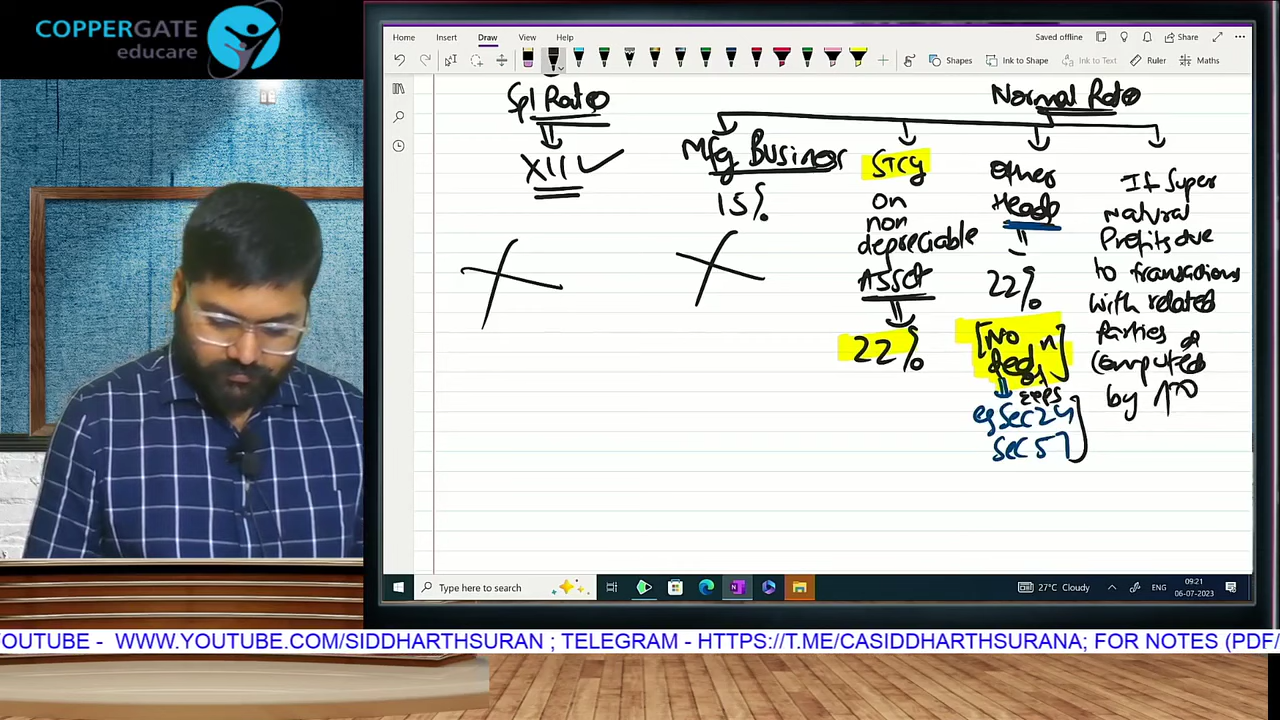 COPPERGATE
educare
Home Insert Draw View Help
Saved offline
Share
Shapes
Ink to Shape
Ink to Text
Ruler
Maths
Spl Rate
XII
Normal Rate
Mfg Business
15%
STCG
on
non
depreciable
Asset
22%
Other
Heads
22%
[No
dedn
of
exps]
eg Sec 24
Sec 57
If Super
Natural
Profits due
to transactions
with related
Parties &
Computed
by
Type here to search
27°C Cloudy
ENG
09:21
06-07-2023
OUTUBE - WWW.YOUTUBE.COM/SIDDHARTHSURAN ; TELEGRAM - HTTPS://T.ME/CASIDDHARTHSURANA; FOR NOTES (PDF/